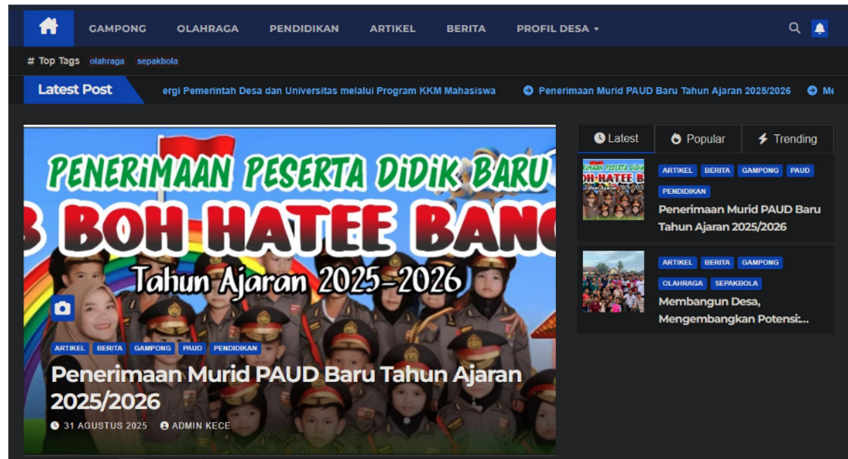 GAMPONG OLAHRAGA PENDIDIKAN ARTIKEL BERITA PROFIL DESA
# Top Tags olahraga sepakbola
Latest Post ergi Pemerintah Desa dan Universitas melalui Program KKM Mahasiswa Penerimaan Murid PAUD Baru Tahun Ajaran 2025/2026
PENERIMAAN PESERTA DIDIK BARU
BOH HATEE
Tahun Ajaran 2025-2026
ARTIKEL BERITA GAMPONG PAUD PENDIDIKAN
Penerimaan Murid PAUD Baru Tahun Ajaran
2025/2026
31 AGUSTUS 2025 ADMIN KECE
Latest Popular Trending
ARTIKEL BERITA GAMPONG PAUD
PENDIDIKAN
Penerimaan Murid PAUD Baru
Tahun Ajaran 2025/2026
ARTIKEL BERITA GAMPONG
OLAHRAGA SEPAKBOLA
Membangun Desa,
Mengembangkan Potensi:...